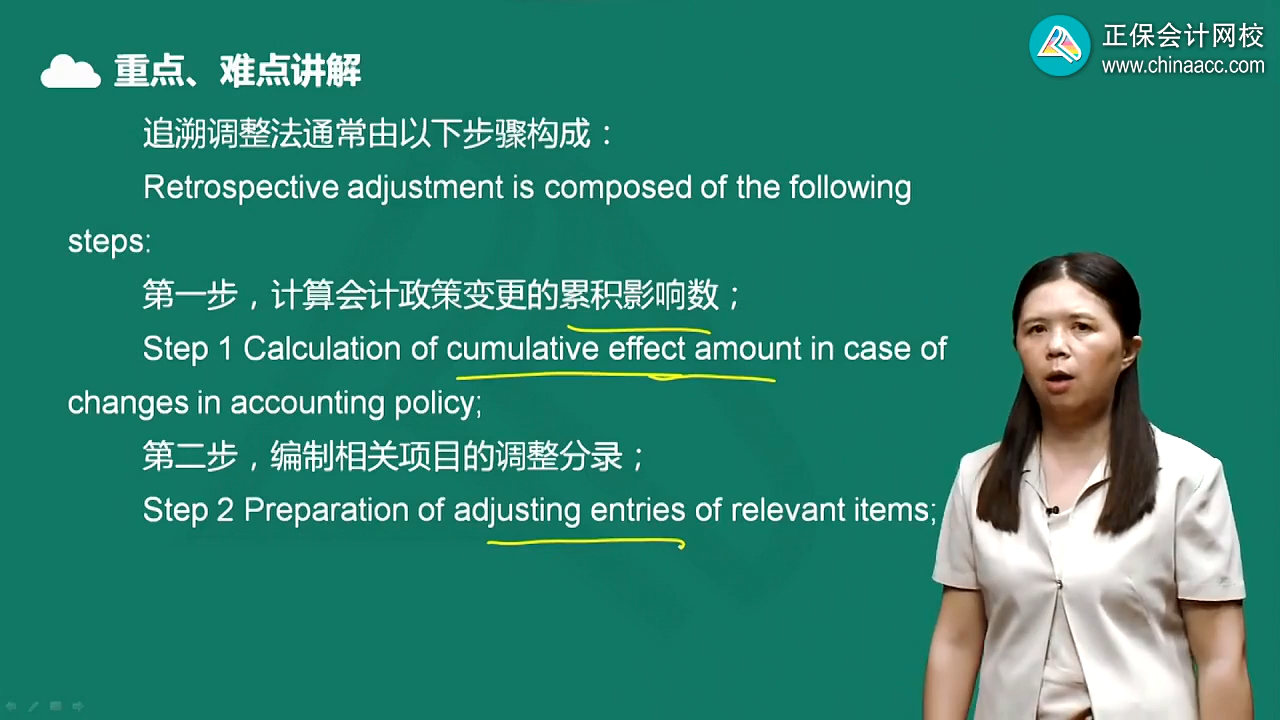 正保会计网校
www.chinaacc.com
重点、难点讲解
追溯调整法通常由以下步骤构成：
Retrospective adjustment is composed of the following
steps:
第一步，计算会计政策变更的累积影响数；
Step 1 Calculation of cumulative effect amount in case of
changes in accounting policy;
第二步，编制相关项目的调整分录；
Step 2 Preparation of adjusting entries of relevant items;